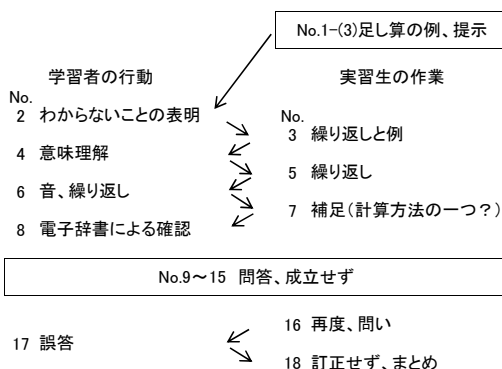 No.1-(3)足し算の例、提示
学習者の行動
実習生の作業
No.
No.
2 わからないことの表明
3 繰り返しと例
4 意味理解
5 繰り返し
6 音、繰り返し
7 補足(計算方法の一つ?)
8 電子辞書による確認
No.9~15 問答、成立せず
16 再度、問い
17 誤答
18 訂正せず、まとめ